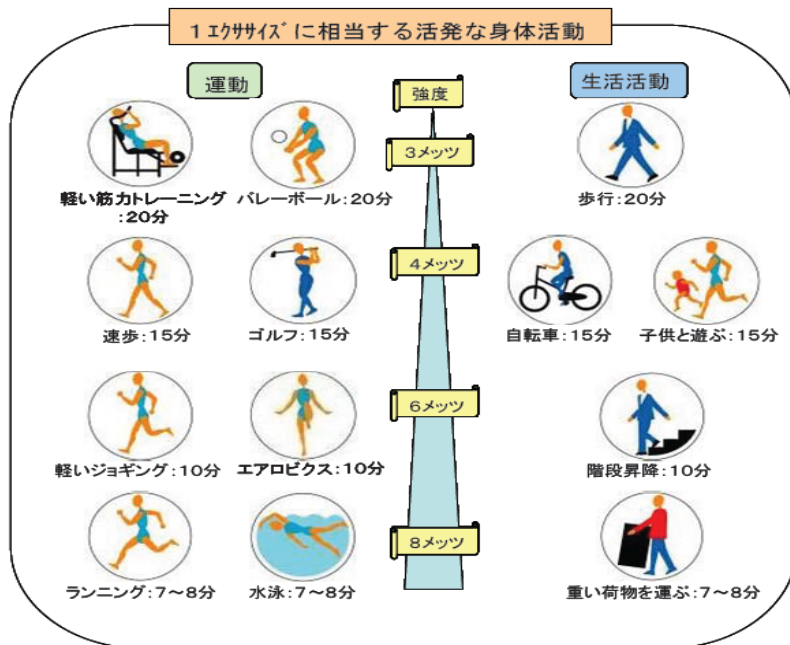 1エクササイズに相当する活発な身体活動
運動
強度
生活活動
3メッツ
軽い筋力トレーニング
:20分
バレーボール:20分
歩行:20分
4メッツ
速歩:15分
ゴルフ:15分
自転車:15分
子供と遊ぶ:15分
6メッツ
軽いジョギング:10分
エアロビクス:10分
階段昇降:10分
8メッツ
ランニング:7〜8分
水泳:7〜8分
重い荷物を運ぶ:7〜8分